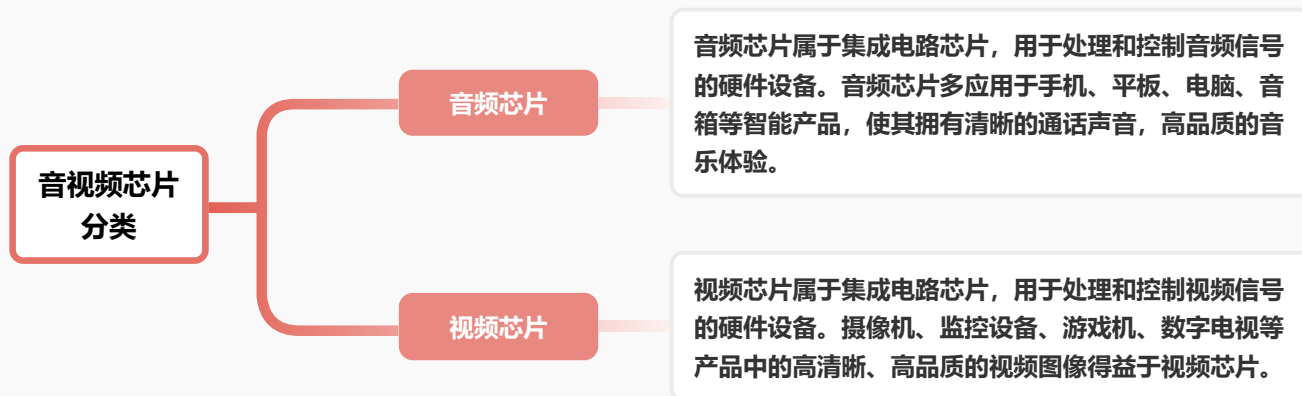 音视频芯片
分类
音频芯片
音频芯片属于集成电路芯片，用于处理和控制音频信号
的硬件设备。音频芯片多应用于手机、平板、电脑、音
箱等智能产品，使其拥有清晰的通话声音，高品质的音
乐体验。
视频芯片
视频芯片属于集成电路芯片，用于处理和控制视频信号
的硬件设备。摄像机、监控设备、游戏机、数字电视等
产品中的高清晰、高品质的视频图像得益于视频芯片。